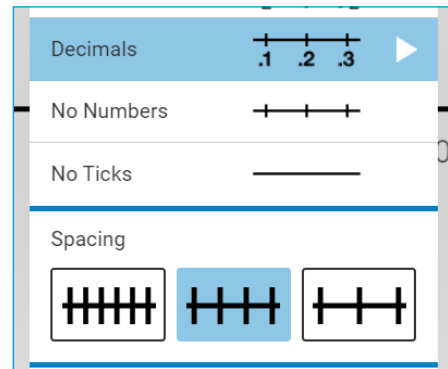 Decimals
.1 .2 .3
No Numbers
No Ticks
Spacing